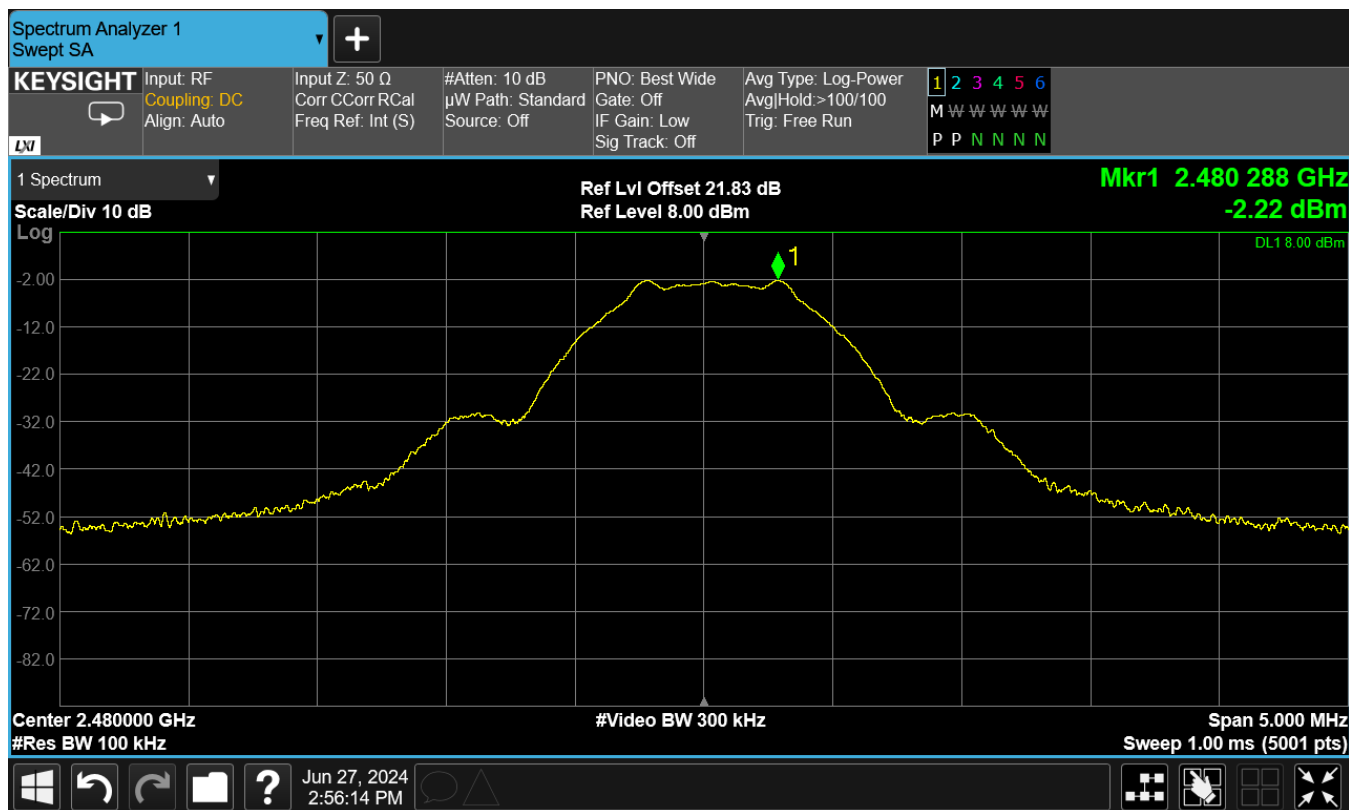 Spectrum Analyzer 1
Swept SA
KEYSIGHT
LXI
Input: RF
Coupling: DC
Align: Auto
Input Z: 50 Ω
Corr CCorr RCal
Freq Ref: Int (S)
#Atten: 10 dB
µW Path: Standard
Source: Off
PNO: Best Wide
Gate: Off
IF Gain: Low
Sig Track: Off
Avg Type: Log-Power
Avg|Hold:>100/100
Trig: Free Run
1 2 3 4 5 6
M W W W W W
P P N N N N
1 Spectrum
Scale/Div 10 dB
Ref Lvl Offset 21.83 dB
Ref Level 8.00 dBm
Mkr1 2.480 288 GHz
-2.22 dBm
Log
DL1 8.00 dBm
1
-2.00
-12.0
-22.0
-32.0
-42.0
-52.0
-62.0
-72.0
-82.0
Center 2.480000 GHz
#Video BW 300 kHz
Span 5.000 MHz
#Res BW 100 kHz
Sweep 1.00 ms (5001 pts)
?
Jun 27, 2024
2:56:14 PM